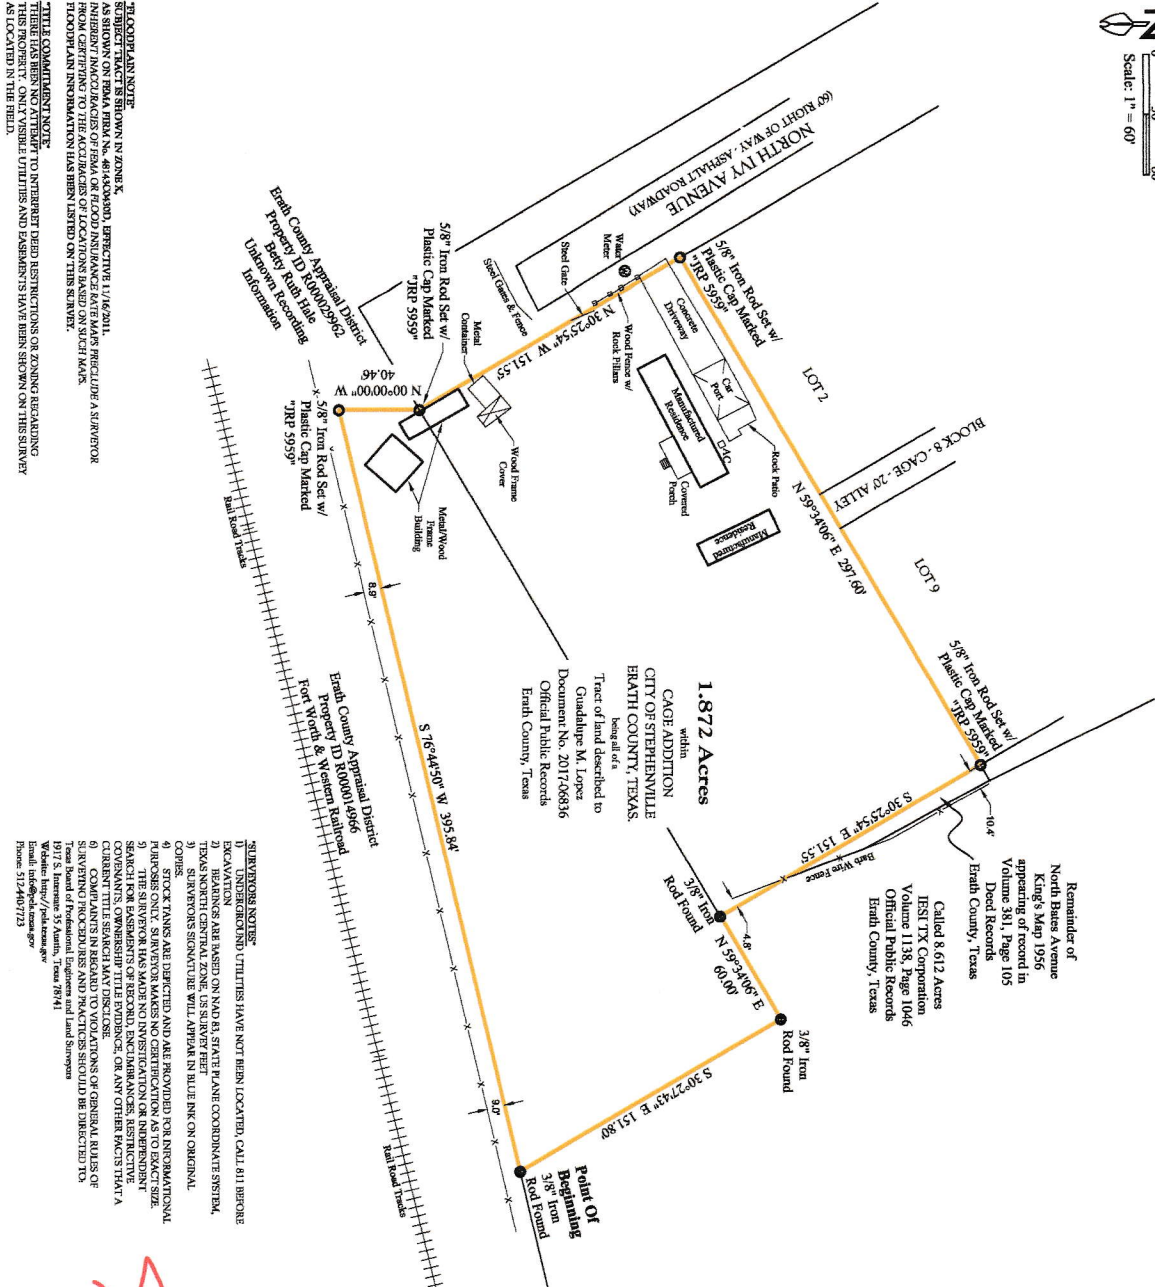 N
Scale: 1" = 60'
NORTH IVY AVENUE
(60' RIGHT OF WAY - ASPHALT ROADWAY)
5/8" Iron Rod Set w/
Plastic Cap Marked
"JRP 5959"
LOT 2
BLOCK 8 - CAGE - 20' ALLEY
LOT 9
N 59°34'06" E 297.60'
5/8" Iron Rod Set w/
Plastic Cap Marked
"JRP 5959"
10.4'
Remainder of
North Bates Avenue
King's Map 1956
appearing of record in
Volume 381, Page 105
Deed Records
Erath County, Texas
Called 8.612 Acres
IESI TX Corporation
Volume 1138, Page 1046
Official Public Records
Erath County, Texas
S 30°25'54" E 151.55'
Barb Wire Fence
4.8'
3/8" Iron
Rod Found
N 59°34'06" E
60.00'
3/8" Iron
Rod Found
S 30°27'43" E 151.80'
Point Of
Beginning
3/8" Iron
Rod Found
Water
Meter
Steel Gate
Steel Gates & Fence
Wood Fence w/
Rock Pillars
N 30°25'54" W 151.55'
Concrete
Driveway
Car
Port
Rock Patio
AC
Manufactured
Residence
Covered
Porch
Manufactured
Residence
Metal
Container
Wood Frame
Cover
Metal/Wood
Frame
Building
5/8" Iron Rod Set w/
Plastic Cap Marked
"JRP 5959"
N 00°00'00" W
40.46
Erath County Appraisal District
Property ID R000029962
Betty Ruth Hale
Unknown Recording
Information
5/8" Iron Rod Set w/
Plastic Cap Marked
"JRP 5959"
1.872 Acres
within
CAGE ADDITION
CITY OF STEPHENVILLE
ERATH COUNTY, TEXAS.
being all of a
Tract of land described to
Guadalupe M. Lopez
Document No. 2017-06836
Official Public Records
Erath County, Texas
8.9'
S 76°44'50" W 395.84'
9.0'
Erath County Appraisal District
Property ID R000014966
Fort Worth & Western Railroad
Rail Road Tracks
Rail Road Tracks
"FLOODPLAIN NOTE"
SUBJECT TRACT IS SHOWN IN ZONE X,
AS SHOWN ON FEMA FIRM No. 48143C0430D, EFFECTIVE 11/16/2011.
INHERENT INACCURACIES OF FEMA OR FLOOD INSURANCE RATE MAPS PRECLUDE A SURVEYOR
FROM CERTIFYING TO THE ACCURACIES OF LOCATIONS BASED ON SUCH MAPS.
FLOODPLAIN INFORMATION HAS BEEN LISTED ON THIS SURVEY.
"TITLE COMMITMENT NOTE"
THERE HAS BEEN NO ATTEMPT TO INTERPRET DEED RESTRICTIONS OR ZONING REGARDING
THIS PROPERTY. ONLY VISIBLE UTILITIES AND EASEMENTS HAVE BEEN SHOWN ON THIS SURVEY
AS LOCATED IN THE FIELD.
"SURVEYORS NOTES"
1) UNDERGROUND UTILITIES HAVE NOT BEEN LOCATED, CALL 811 BEFORE
EXCAVATION
2) BEARINGS ARE BASED ON NAD 83, STATE PLANE COORDINATE SYSTEM,
TEXAS NORTH CENTRAL ZONE, US SURVEY FEET
3) SURVEYOR'S SIGNATURE WILL APPEAR IN BLUE INK ON ORIGINAL
COPIES.
4) STOCK TANKS ARE DEPICTED AND ARE PROVIDED FOR INFORMATIONAL
PURPOSES ONLY. SURVEYOR MAKES NO CERTIFICATION AS TO EXACT SIZE.
5) THE SURVEYOR HAS MADE NO INVESTIGATION OR INDEPENDENT
SEARCH FOR EASEMENTS OF RECORD, ENCUMBRANCES, RESTRICTIVE
COVENANTS, OWNERSHIP TITLE EVIDENCE, OR ANY OTHER FACTS THAT A
CURRENT TITLE SEARCH MAY DISCLOSE.
6) COMPLAINTS IN REGARD TO VIOLATIONS OF GENERAL RULES OF
SURVEYING PROCEDURES AND PRACTICES SHOULD BE DIRECTED TO:
Texas Board of Professional Engineers and Land Surveyors
1917 S. Interstate 35 Austin, Texas 78741
Website: http://pels.texas.gov
Email: info@pels.texas.gov
Phone: 512-440-7723